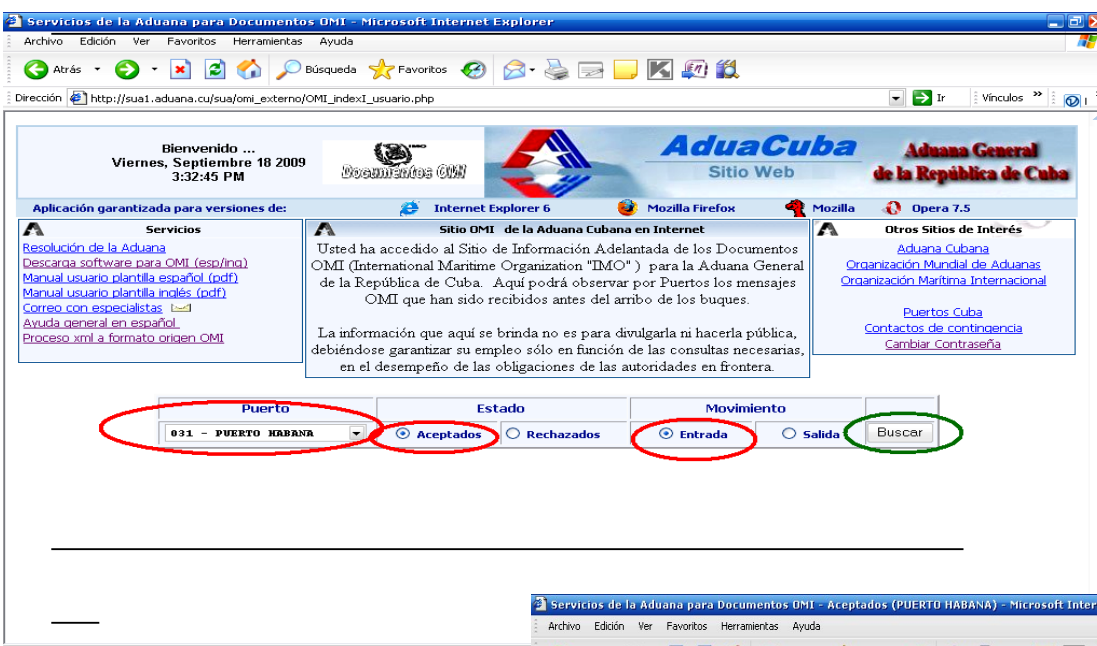 Servicios de la Aduana para Documentos OMI - Microsoft Internet Explorer
Archivo Edición Ver Favoritos Herramientas Ayuda
Atrás Búsqueda Favoritos
Dirección http://sua1.aduana.cu/sua/omi_externo/OMI_indexI_usuario.php Ir Vínculos »
Bienvenido ...
Viernes, Septiembre 18 2009
3:32:45 PM
Documentos OMI
AduaCuba
Sitio Web
Aduana General
de la República de Cuba
Aplicación garantizada para versiones de: Internet Explorer 6 Mozilla Firefox Mozilla Opera 7.5
Servicios
Resolución de la Aduana
Descarga software para OMI (esp/ing)
Manual usuario plantilla español (pdf)
Manual usuario plantilla inglés (pdf)
Correo con especialistas
Ayuda general en español
Proceso xml a formato origen OMI
Sitio OMI de la Aduana Cubana en Internet
Usted ha accedido al Sitio de Información Adelantada de los Documentos
OMI (International Maritime Organization "IMO" ) para la Aduana General
de la República de Cuba. Aquí podrá observar por Puertos los mensajes
OMI que han sido recibidos antes del arribo de los buques.
La información que aquí se brinda no es para divulgarla ni hacerla pública,
debiéndose garantizar su empleo sólo en función de las consultas necesarias,
en el desempeño de las obligaciones de las autoridades en frontera.
Otros Sitios de Interés
Aduana Cubana
Organización Mundial de Aduanas
Organización Marítima Internacional
Puertos Cuba
Contactos de contingencia
Cambiar Contraseña
Puerto Estado Movimiento
031 - PUERTO HABANA Aceptados Rechazados Entrada Salida Buscar
Servicios de la Aduana para Documentos OMI - Aceptados (PUERTO HABANA) - Microsoft Inter
Archivo Edición Ver Favoritos Herramientas Ayuda